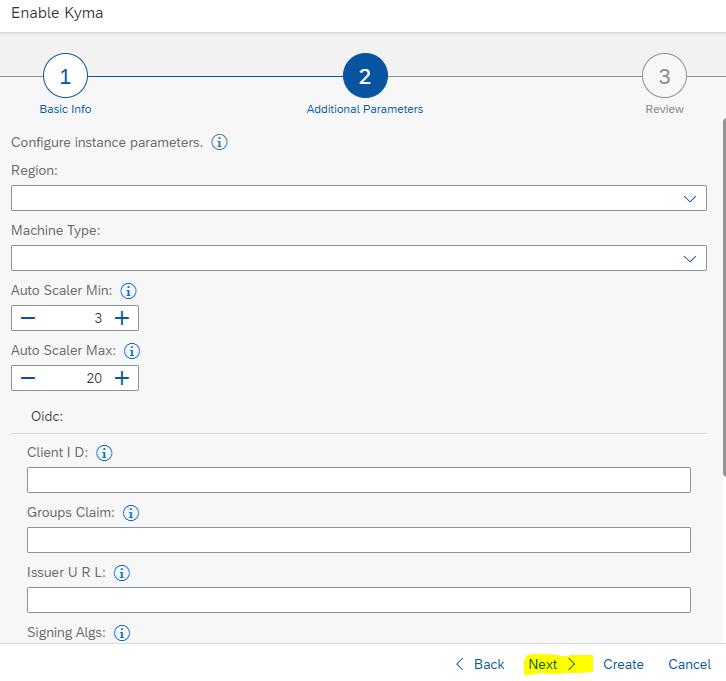 Enable Kyma
1
2
3
Basic Info
Additional Parameters
Review
Configure instance parameters.
Region:
Machine Type:
Auto Scaler Min:
3
Auto Scaler Max:
20
Oidc:
Client I D:
Groups Claim:
Issuer U R L:
Signing Algs:
Back Next Create Cancel